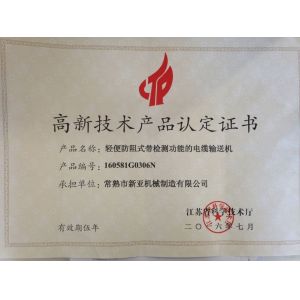 高新技术产品认定证书
产品名称：轻便防阻式带检测功能的电缆输送机
产品编号：160581G0306N
承担单位：常熟市新亚机械制造有限公司
江苏省科学技术厅
有效期伍年
二〇一六年七月